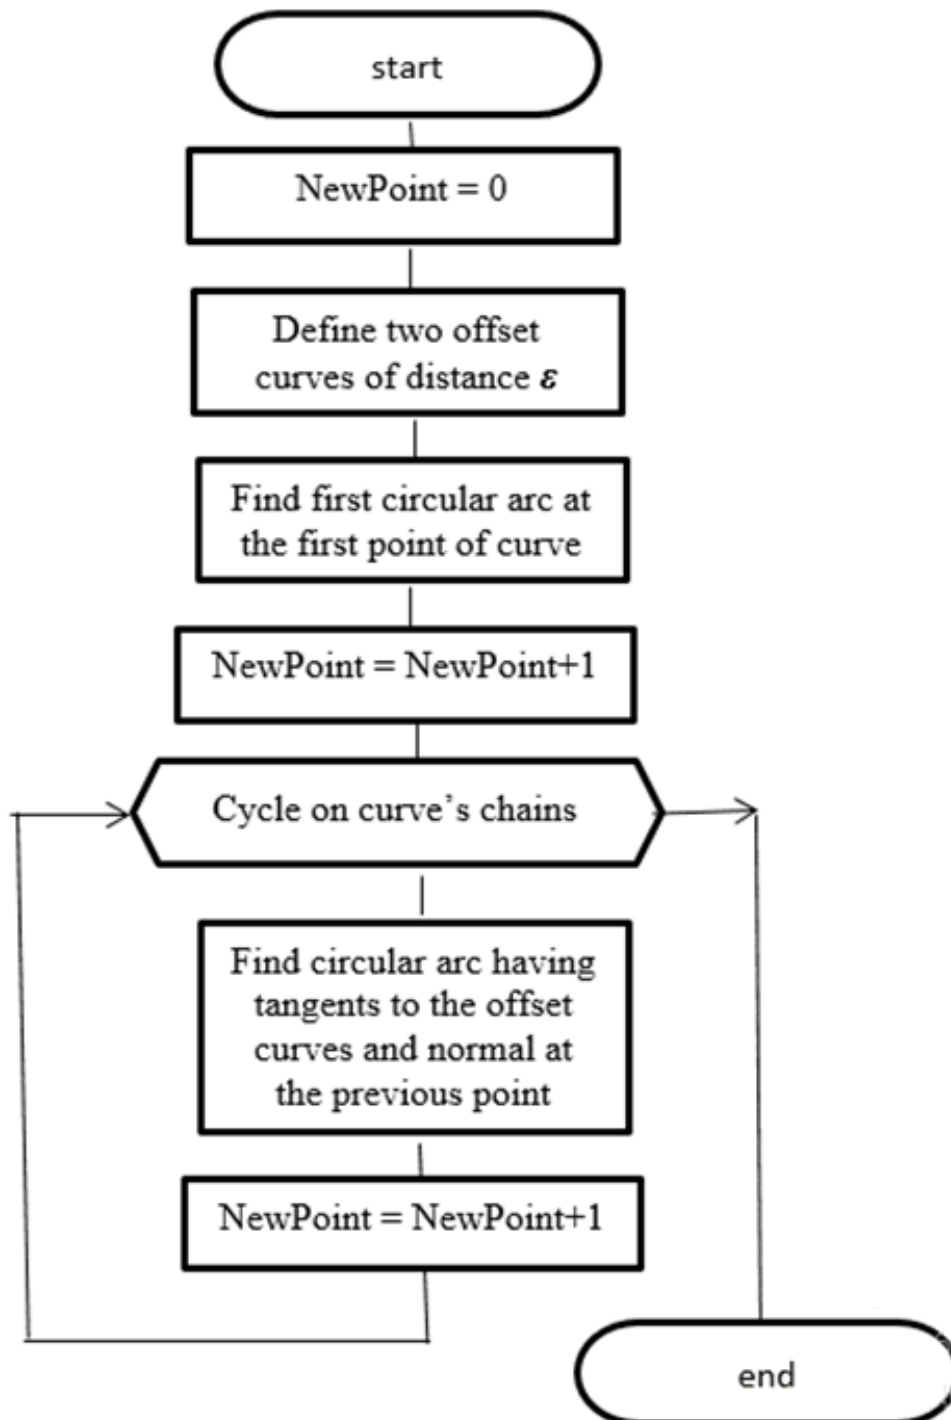 start
NewPoint = 0
Define two offset
curves of distance ε
Find first circular arc at
the first point of curve
NewPoint = NewPoint+1
Cycle on curve’s chains
Find circular arc having
tangents to the offset
curves and normal at
the previous point
NewPoint = NewPoint+1
end